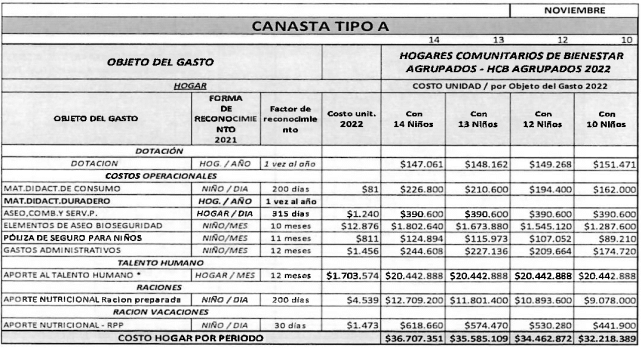 NOVIEMBRE
CANASTA TIPO A
14 13 12 10
OBJETO DEL GASTO HOGARES COMUNITARIOS DE BIENESTAR AGRUPADOS - HCB AGRUPADOS 2022
HOGAR COSTO UNIDAD / por Objeto del Gasto 2022
OBJETO DEL GASTO FORMA DE RECONOCIMIE NTO 2021 Factor de reconocimie nto Costo unit. 2022 Con 14 Niños Con 13 Niños Con 12 Niños Con 10 Niños
DOTACIÓN
DOTACION HOG. / AÑO 1 vez al año $147.061 $148.162 $149.268 $151.471
COSTOS OPERACIONALES
MAT.DIDACT.DE CONSUMO NIÑO / DIA 200 días $81 $226.800 $210.600 $194.400 $162.000
MAT.DIDACT.DURADERO HOG. / AÑO 1 vez al año
ASEO,COMB.Y SERV.P. HOGAR / DIA 315 días $1.240 $390.600 $390.600 $390.600 $390.600
ELEMENTOS DE ASEO BIOSEGURIDAD NIÑO/MES 10 meses $12.876 $1.802.640 $1.673.880 $1.545.120 $1.287.600
PÓLIZA DE SEGURO PARA NIÑOS NIÑO/MES 11 meses $811 $124.894 $115.973 $107.052 $89.210
GASTOS ADMINISTRATIVOS NIÑO/MES 12 meses $1.456 $244.608 $227.136 $209.664 $174.720
TALENTO HUMANO
APORTE AL TALENTO HUMANO * HOGAR / MES 12 meses $1.703.574 $20.442.888 $20.442.888 $20.442.888 $20.442.888
RACIONES
APORTE NUTRICIONAL Racion preparada NIÑO / DIA 200 días $4.539 $12.709.200 $11.801.400 $10.893.600 $9.078.000
RACION VACACIONES
APORTE NUTRICIONAL - RPP NIÑO / DIA 30 días $1.473 $618.660 $574.470 $530.280 $441.900
COSTO HOGAR POR PERIODO $36.707.351 $35.585.109 $34.462.872 $32.218.389